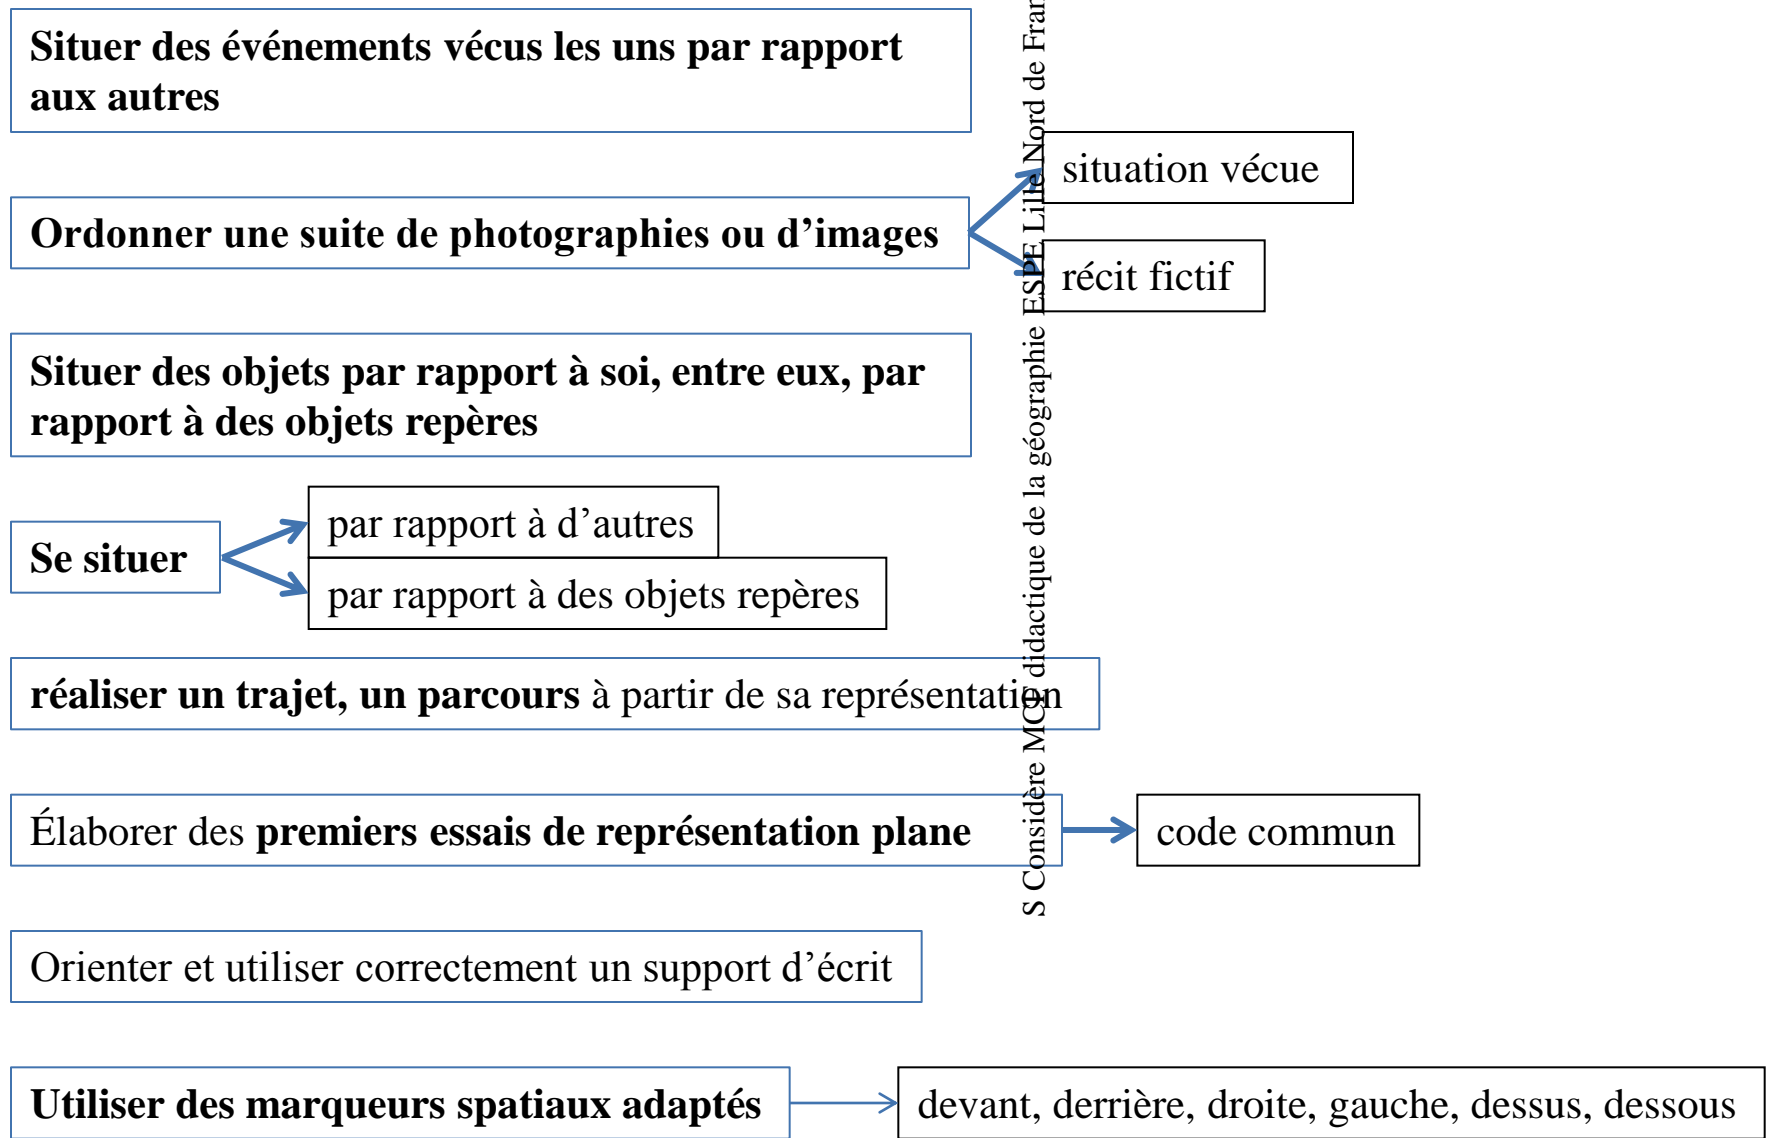 Situer des événements vécus les uns par rapport
aux autres
Ordonner une suite de photographies ou d’images
situation vécue
récit fictif
Situer des objets par rapport à soi, entre eux, par
rapport à des objets repères
Se situer
par rapport à d’autres
par rapport à des objets repères
réaliser un trajet, un parcours à partir de sa représentation
Élaborer des premiers essais de représentation plane
code commun
Orienter et utiliser correctement un support d’écrit
Utiliser des marqueurs spatiaux adaptés
devant, derrière, droite, gauche, dessus, dessous
S Considère MCF didactique de la géographie ESPE Lille Nord de